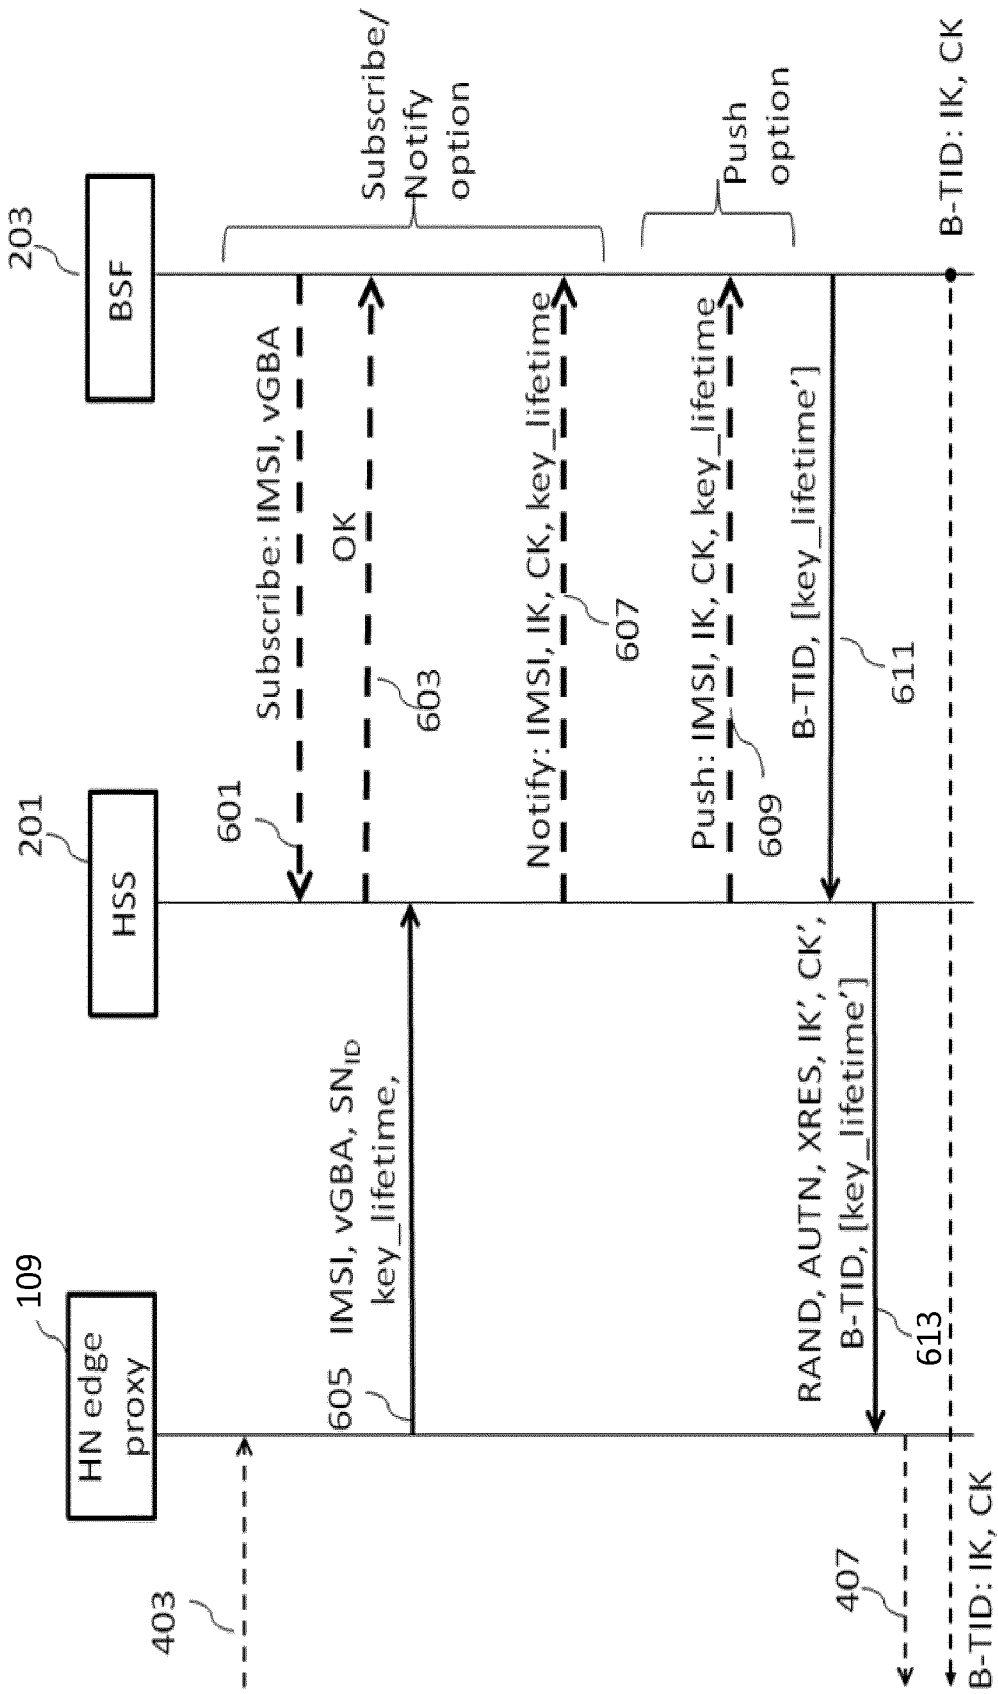 109
HN edge
proxy
201
HSS
203
BSF
403
601
Subscribe: IMSI, vGBA
OK
603
Subscribe/
Notify
option
605
IMSI, vGBA, SN_ID
key_lifetime,
Notify: IMSI, IK, CK, key_lifetime
607
Push: IMSI, IK, CK, key_lifetime
609
Push
option
B-TID, [key_lifetime’]
611
RAND, AUTN, XRES, IK’, CK’,
B-TID, [key_lifetime’]
613
407
B-TID: IK, CK
B-TID: IK, CK